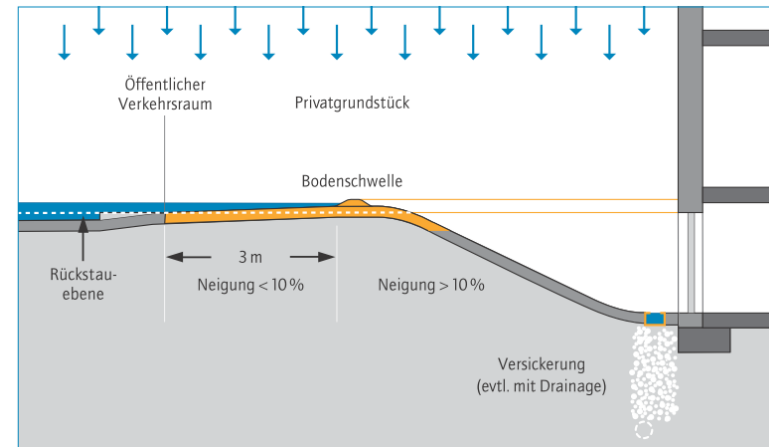 Öffentlicher
Verkehrsraum
Privatgrundstück
Bodenschwelle
Rückstau-
ebene
3 m
Neigung < 10 %
Neigung > 10 %
Versickerung
(evtl. mit Drainage)